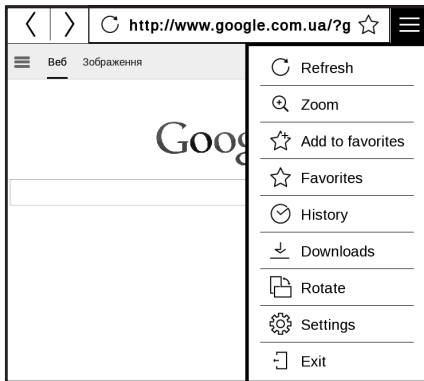 http://www.google.com.ua/?g
Веб Зображення
Goog
Refresh
Zoom
Add to favorites
Favorites
History
Downloads
Rotate
Settings
Exit